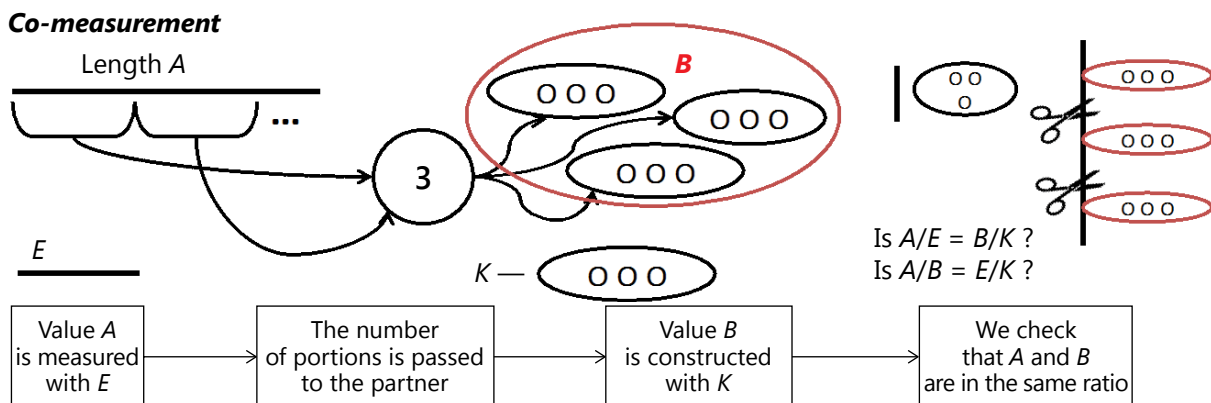 Co-measurement
Length A
...
3
B
O O O
O O O
O O O
E
K — O O O
O O
O
O O O
O O O
O O O
Is A/E = B/K ?
Is A/B = E/K ?
Value A
is measured
with E
The number
of portions is passed
to the partner
Value B
is constructed
with K
We check
that A and B
are in the same ratio